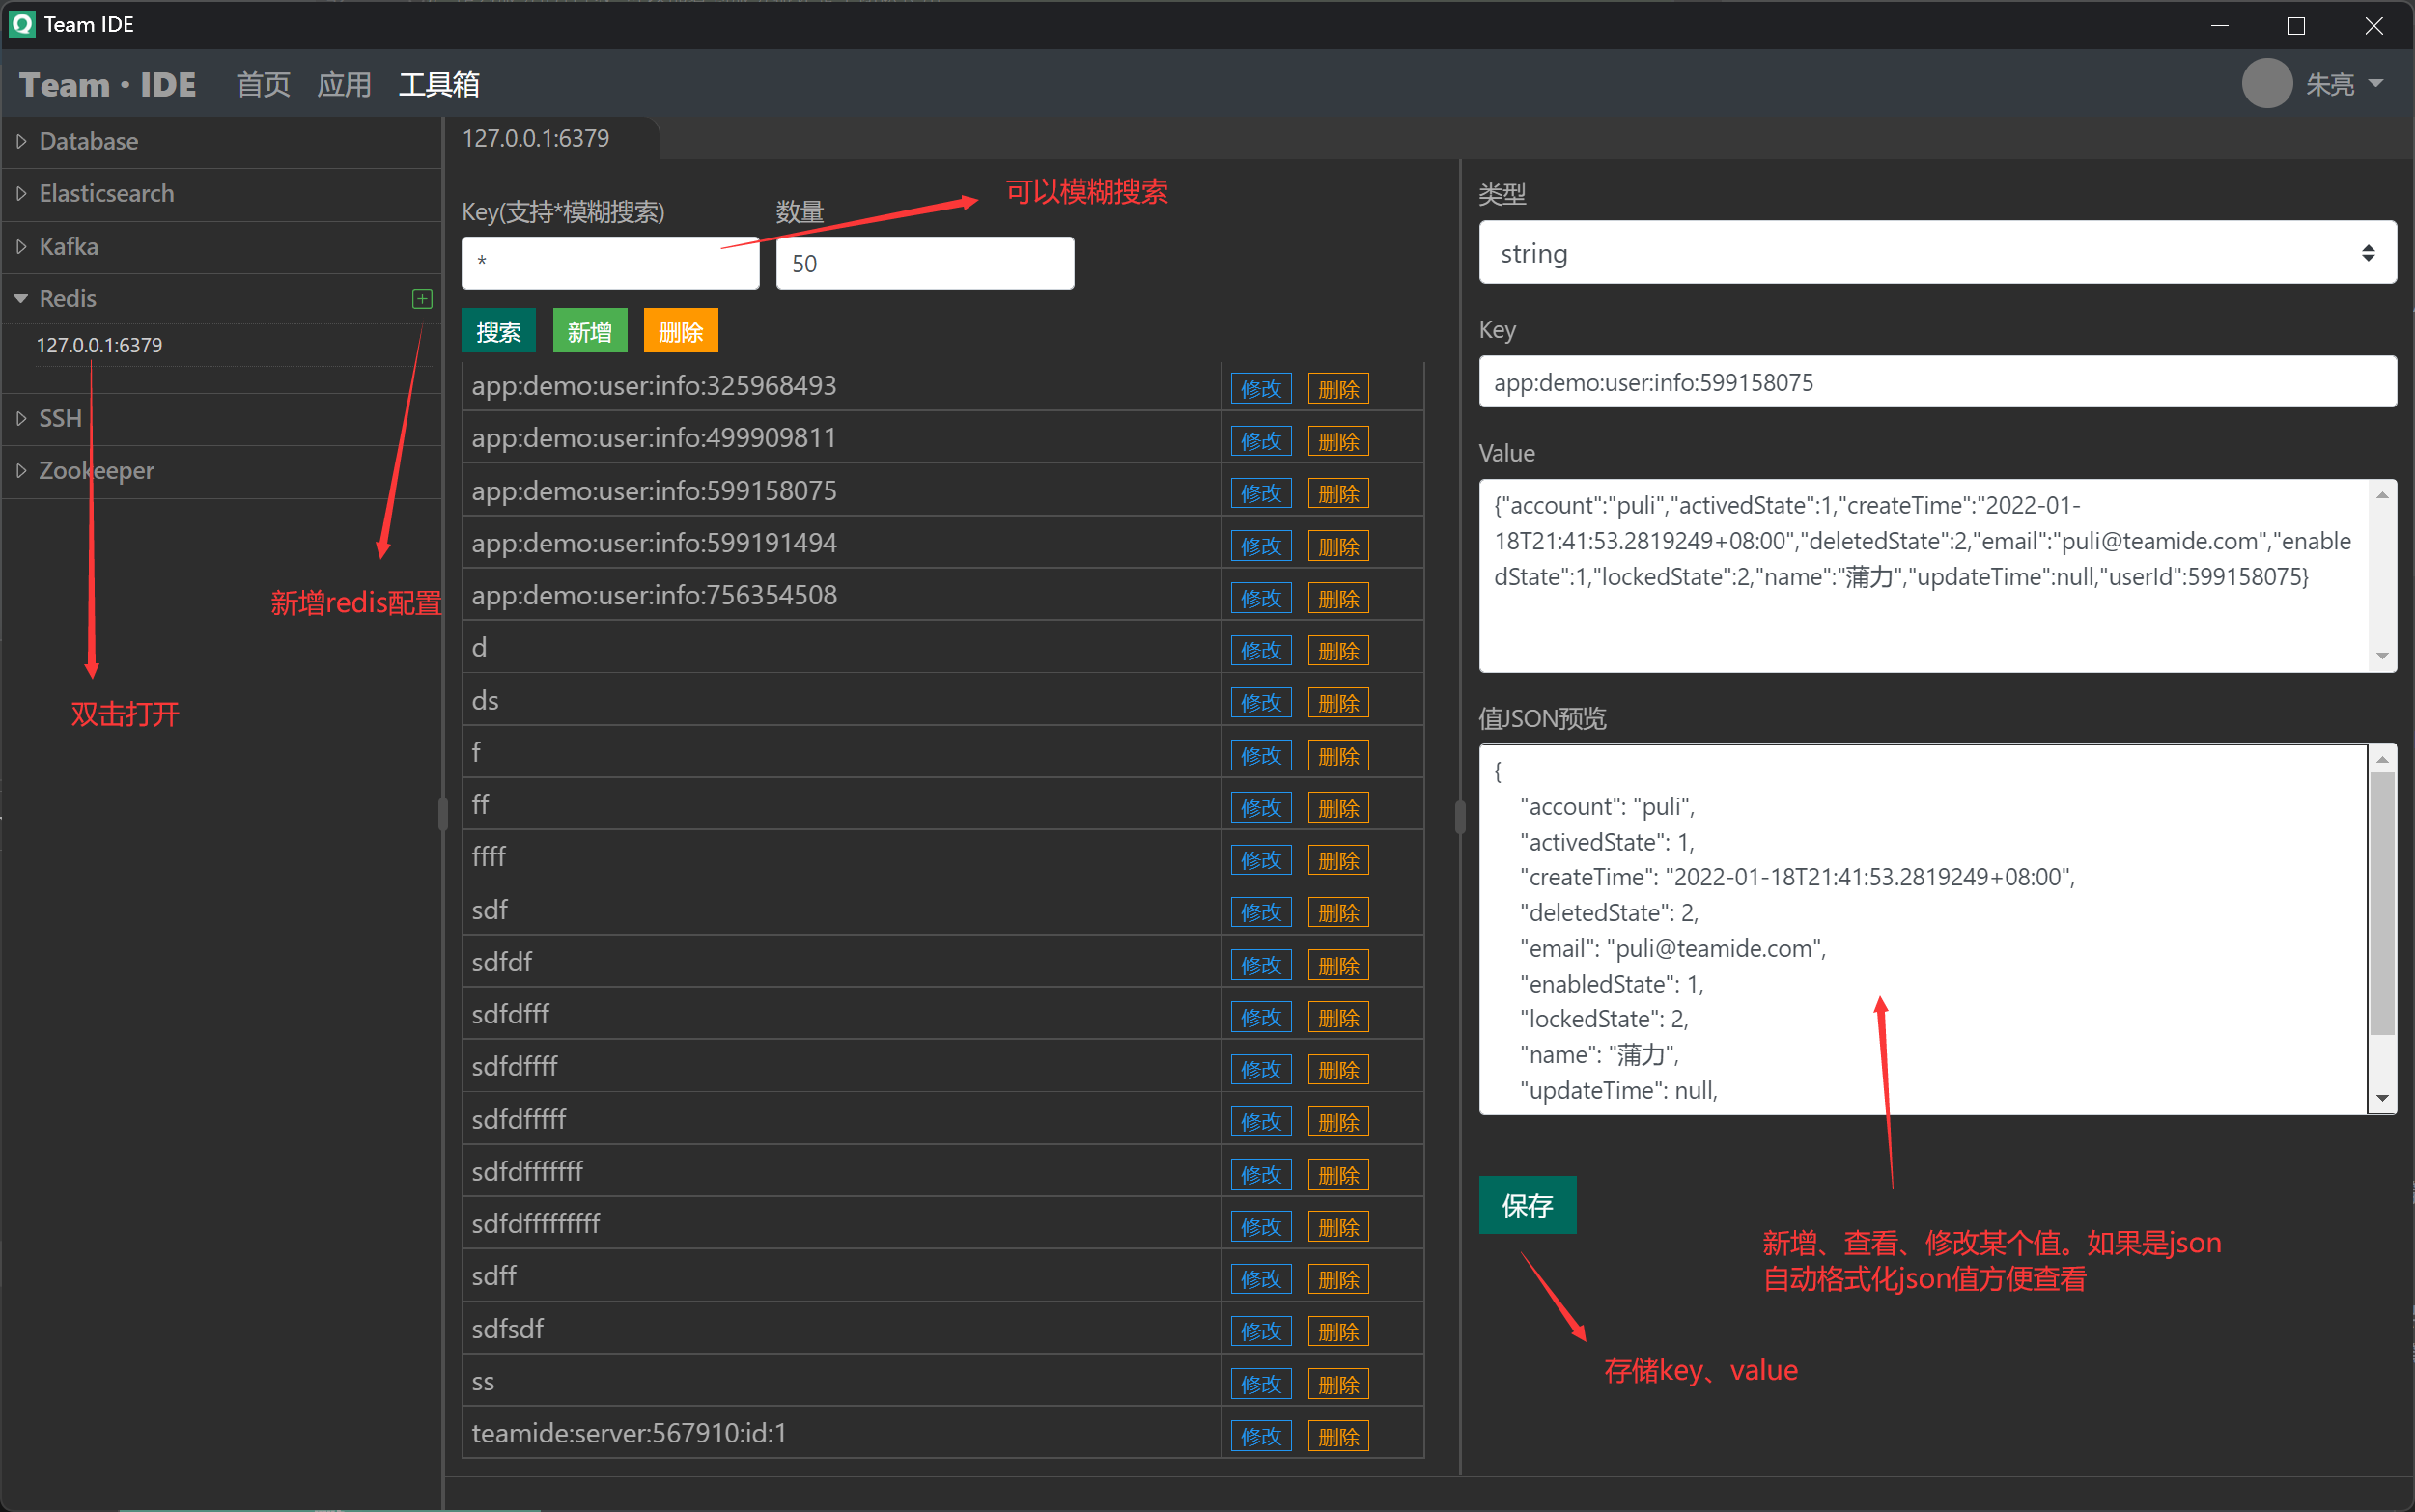 Team IDE
Team · IDE 首页 应用 工具箱 朱亮
Database
Elasticsearch
Kafka
Redis
127.0.0.1:6379
SSH
Zookeeper
新增redis配置
双击打开
127.0.0.1:6379
Key(支持*模糊搜索) 数量
可以模糊搜索
* 50
搜索 新增 删除
app:demo:user:info:325968493 修改 删除
app:demo:user:info:499909811 修改 删除
app:demo:user:info:599158075 修改 删除
app:demo:user:info:599191494 修改 删除
app:demo:user:info:756354508 修改 删除
d 修改 删除
ds 修改 删除
f 修改 删除
ff 修改 删除
ffff 修改 删除
sdf 修改 删除
sdfdf 修改 删除
sdfdfff 修改 删除
sdfdffff 修改 删除
sdfdfffff 修改 删除
sdfdfffffff 修改 删除
sdfdfffffffff 修改 删除
sdff 修改 删除
sdfsdf 修改 删除
ss 修改 删除
teamide:server:567910:id:1 修改 删除
类型
string
Key
app:demo:user:info:599158075
Value
{"account":"puli","activedState":1,"createTime":"2022-01-
18T21:41:53.2819249+08:00","deletedState":2,"email":"puli@teamide.com","enable
dState":1,"lockedState":2,"name":"蒲力","updateTime":null,"userId":599158075}
值JSON预览
{
"account": "puli",
"activedState": 1,
"createTime": "2022-01-18T21:41:53.2819249+08:00",
"deletedState": 2,
"email": "puli@teamide.com",
"enabledState": 1,
"lockedState": 2,
"name": "蒲力",
"updateTime": null,
保存
新增、查看、修改某个值。如果是json
自动格式化json值方便查看
存储key、value